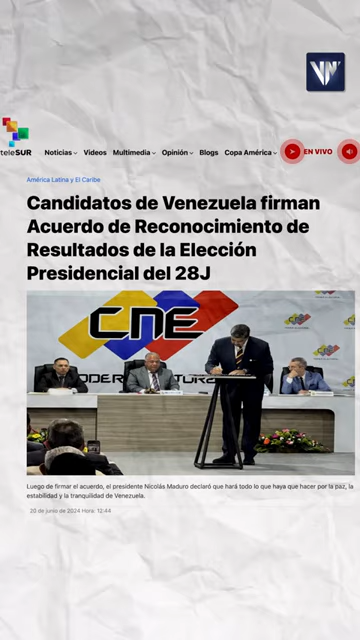 VN
teleSUR
Noticias Videos Multimedia Opinión Blogs Copa América EN VIVO
América Latina y El Caribe
Candidatos de Venezuela firman
Acuerdo de Reconocimiento de
Resultados de la Elección
Presidencial del 28J
CNE
PODER
Luego de firmar el acuerdo, el presidente Nicolás Maduro declaró que hará todo lo que haya que hacer por la paz, la
estabilidad y la tranquilidad de Venezuela.
20 de junio de 2024 Hora: 12:44